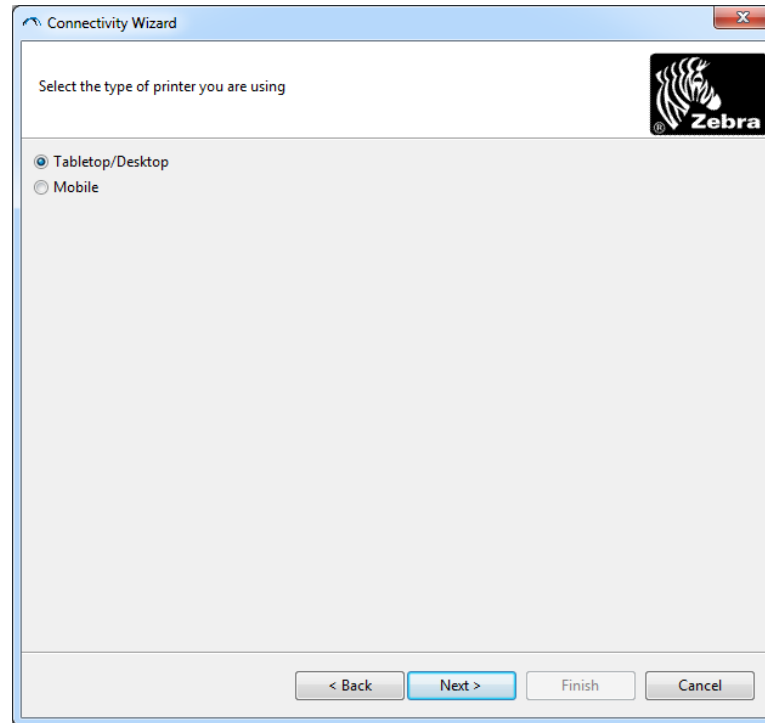 Connectivity Wizard
Select the type of printer you are using
® Zebra
Tabletop/Desktop
Mobile
< Back
Next >
Finish
Cancel